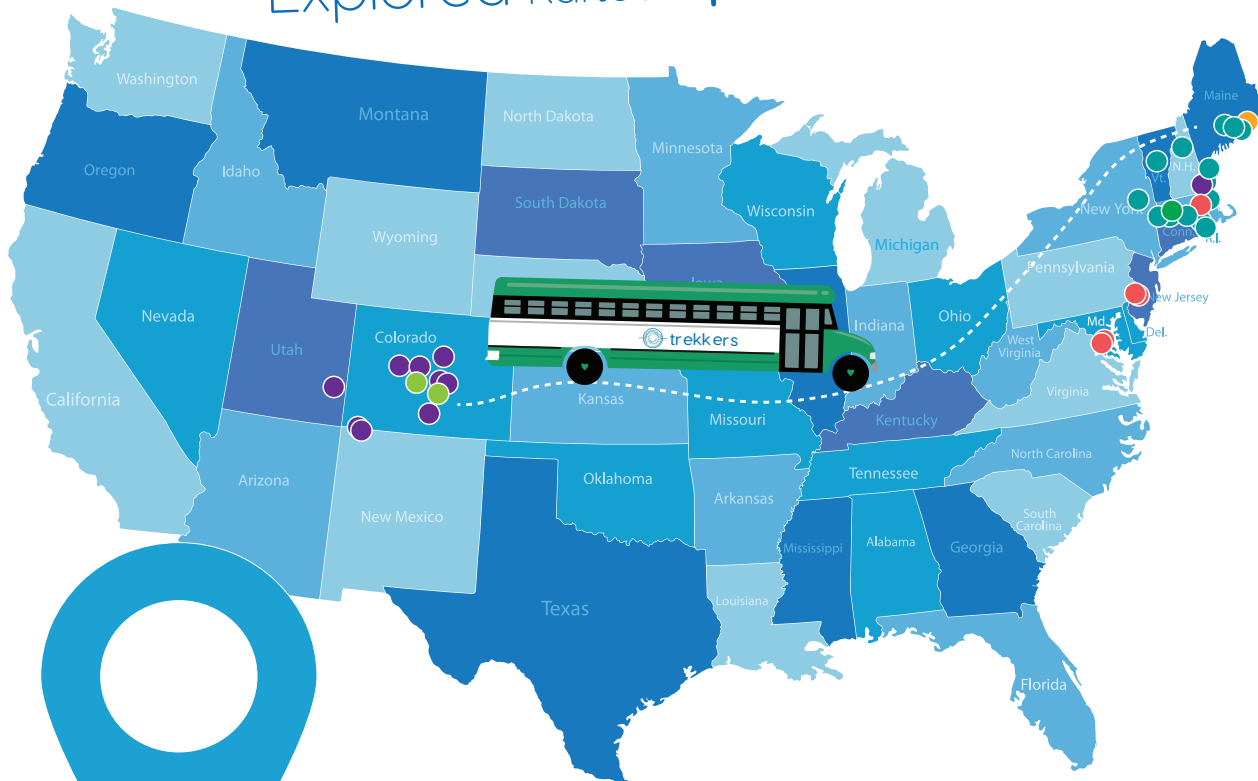 Explored
Washington
Montana
North Dakota
Minnesota
Maine
Oregon
Idaho
South Dakota
Wisconsin
Michigan
Vt.
N.H.
New York
Wyoming
Iowa
Conn.
R.I.
Pennsylvania
New Jersey
Nevada
Utah
Colorado
trekkers
Indiana
Ohio
Md.
Del.
West
Virginia
Virginia
California
Kansas
Missouri
Kentucky
North Carolina
Arizona
New Mexico
Oklahoma
Arkansas
Tennessee
South
Carolina
Mississippi
Alabama
Georgia
Texas
Louisiana
Florida